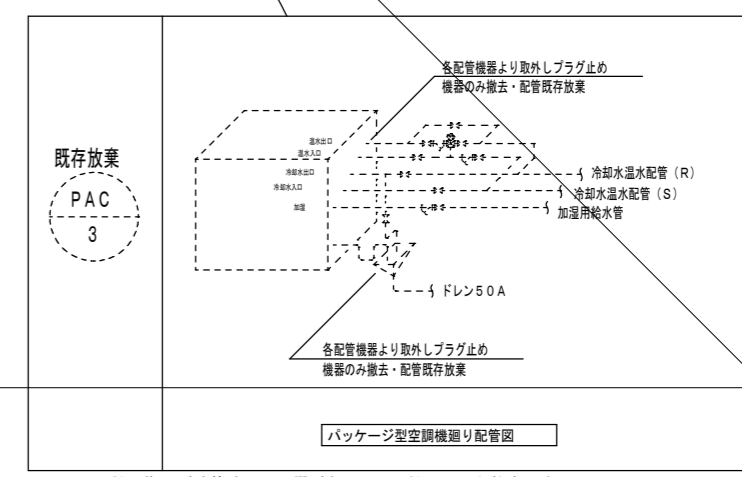 各配管機器より取外しプラグ止め
機器のみ撤去・配管既存放棄
既存放棄
PAC
3
温水出口
温水入口
冷却水出口
冷却水入口
加湿
冷却水温水配管（R）
冷却水温水配管（S）
加湿用給水管
ドレン50A
各配管機器より取外しプラグ止め
機器のみ撤去・配管既存放棄
パッケージ型空調機廻り配管図